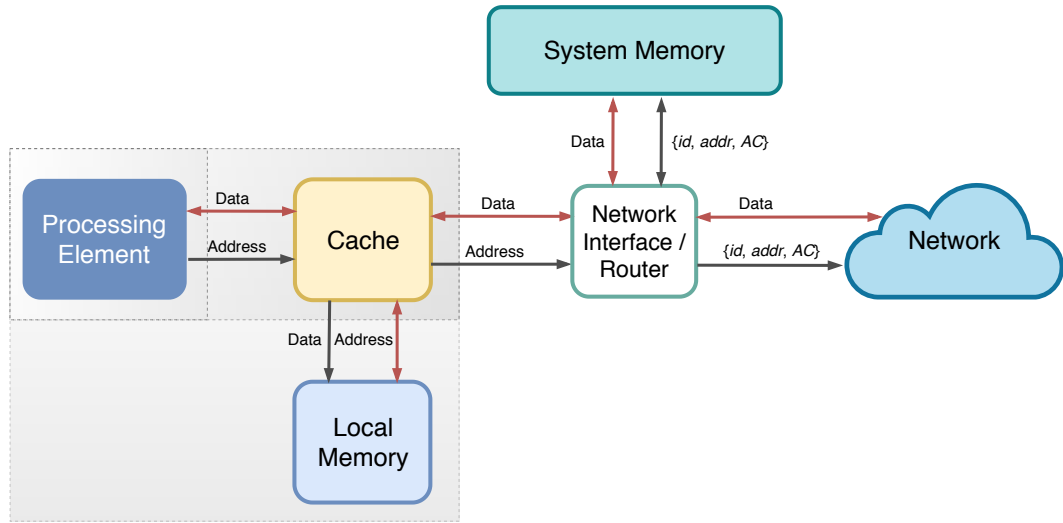 System Memory
Data
{id, addr, AC}
Processing
Element
Data
Address
Cache
Data
Address
Network
Interface /
Router
Data
{id, addr, AC}
Network
Data
Address
Local
Memory